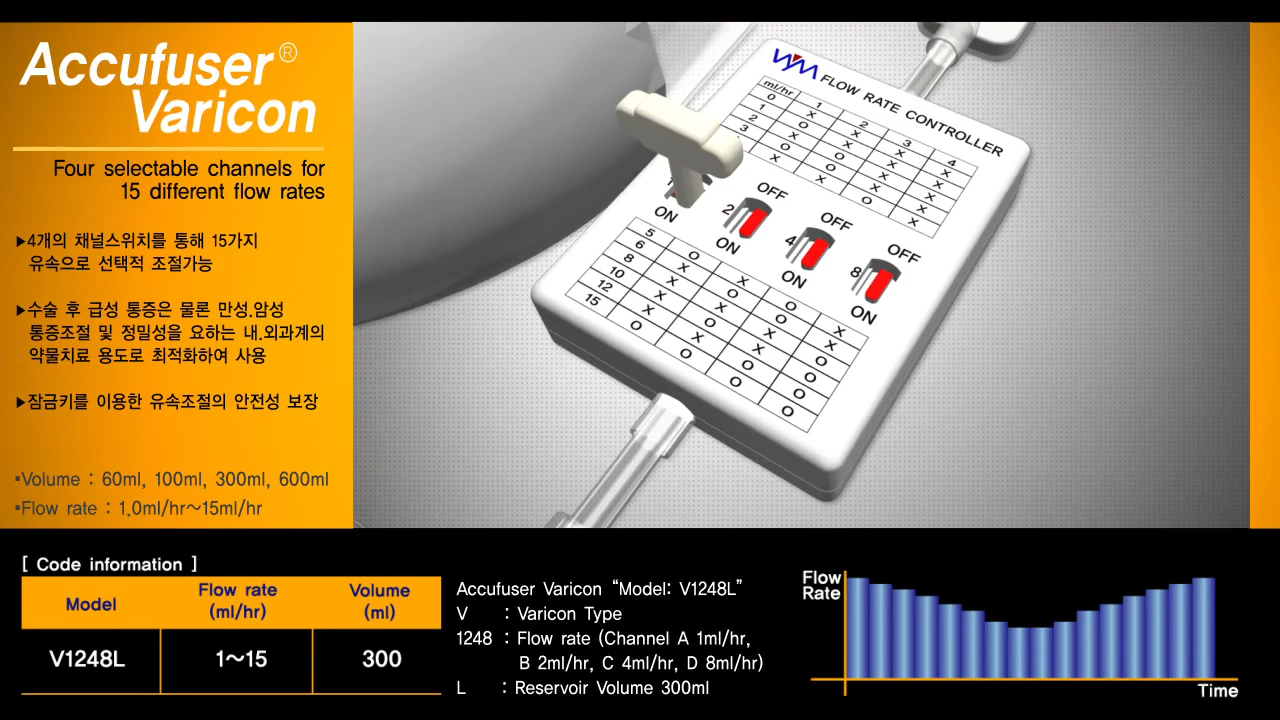 Accufuser®
Varicon
Four selectable channels for
15 different flow rates
▶4개의 채널스위치를 통해 15가지
유속으로 선택적 조절가능
▶수술 후 급성 통증은 물론 만성.암성
통증조절 및 정밀성을 요하는 내.외과계의
약물치료 용도로 최적화하여 사용
▶잠금키를 이용한 유속조절의 안전성 보장
▪Volume : 60ml, 100ml, 300ml, 600ml
▪Flow rate : 1.0ml/hr~15ml/hr
WYM FLOW RATE CONTROLLER
ml/hr 1 2 3 4
0 X X X X
1 O X X X
2 X O X X
3 O O X X
X X O X
OFF OFF OFF
1 2 4 8
ON ON ON ON
5 O X O X
6 X O O X
8 X X X O
10 X O X O
12 X X O O
15 O O O O
[ Code information ]
Model Flow rate (ml/hr) Volume (ml)
V1248L 1~15 300
Accufuser Varicon “Model: V1248L”
V : Varicon Type
1248 : Flow rate (Channel A 1ml/hr,
B 2ml/hr, C 4ml/hr, D 8ml/hr)
L : Reservoir Volume 300ml
Flow
Rate
Time